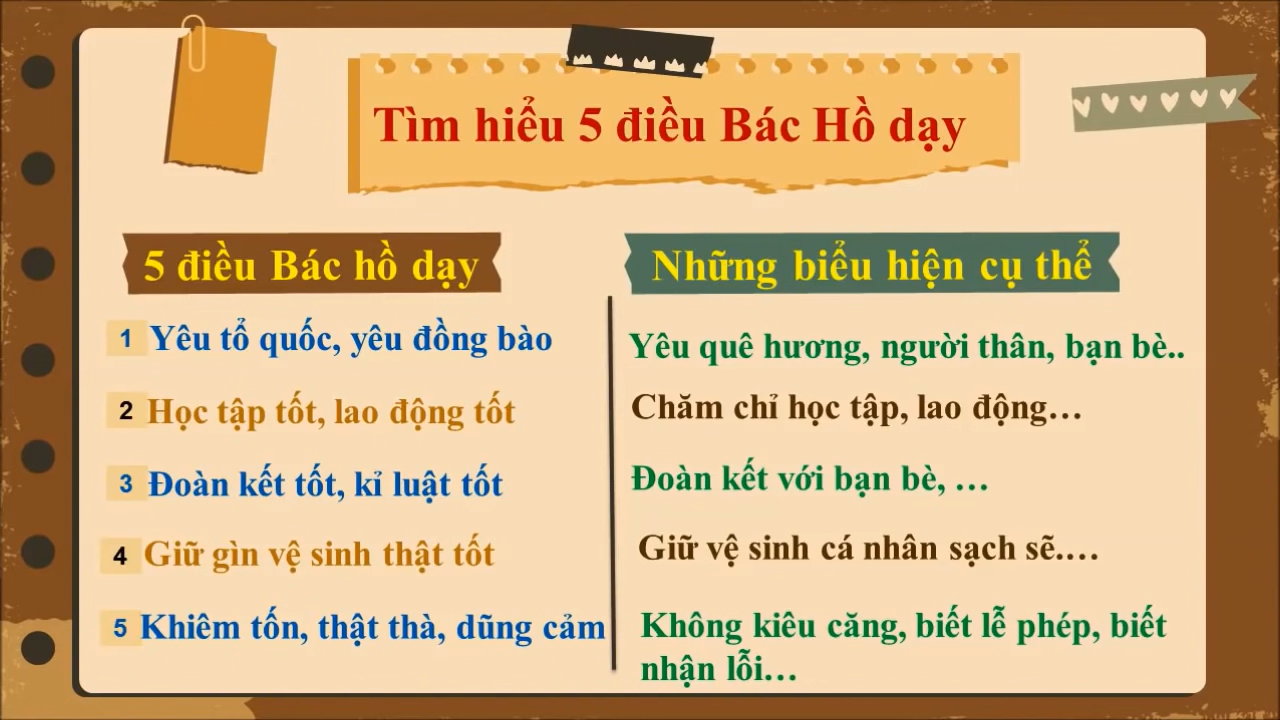 Tìm hiểu 5 điều Bác Hồ dạy
5 điều Bác hồ dạy
1 Yêu tổ quốc, yêu đồng bào
2 Học tập tốt, lao động tốt
3 Đoàn kết tốt, kỉ luật tốt
4 Giữ gìn vệ sinh thật tốt
5 Khiêm tốn, thật thà, dũng cảm
Những biểu hiện cụ thể
Yêu quê hương, người thân, bạn bè..
Chăm chỉ học tập, lao động…
Đoàn kết với bạn bè, …
Giữ vệ sinh cá nhân sạch sẽ.…
Không kiêu căng, biết lễ phép, biết
nhận lỗi…